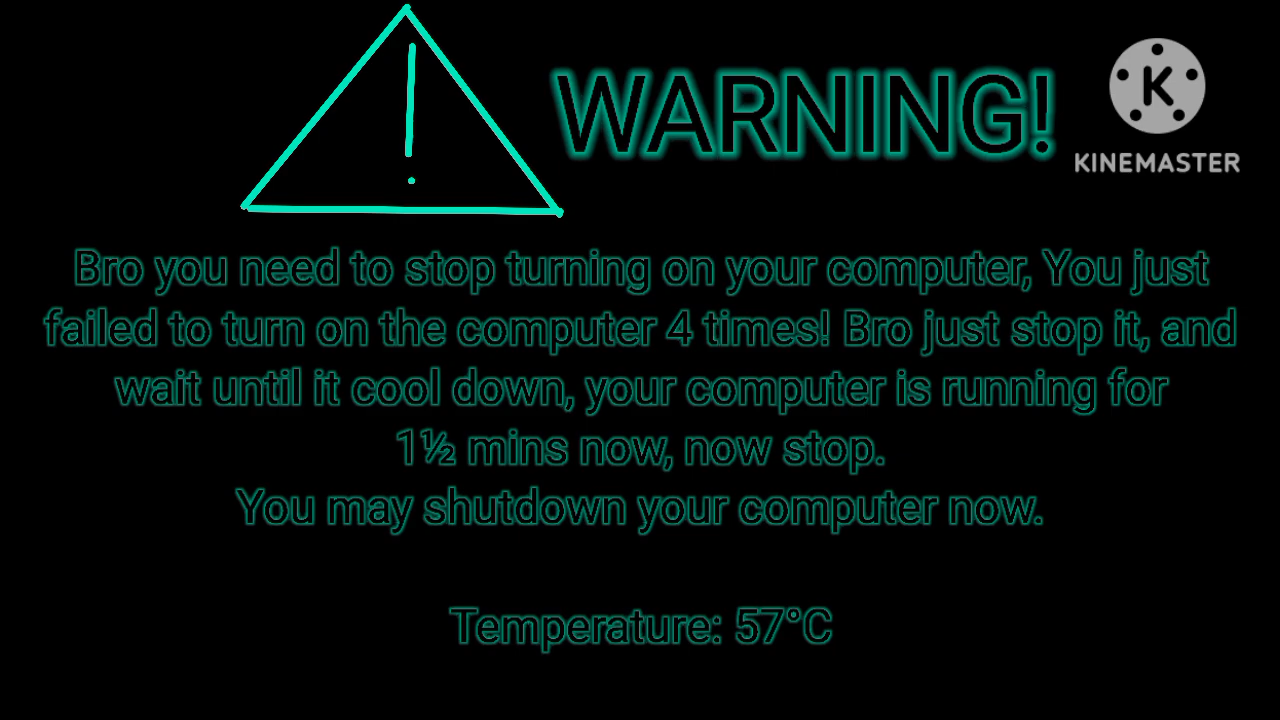 WARNING!
K
KINEMASTER
Bro you need to stop turning on your computer, You just
failed to turn on the computer 4 times! Bro just stop it, and
wait until it cool down, your computer is running for
1½ mins now, now stop.
You may shutdown your computer now.
Temperature: 57°C